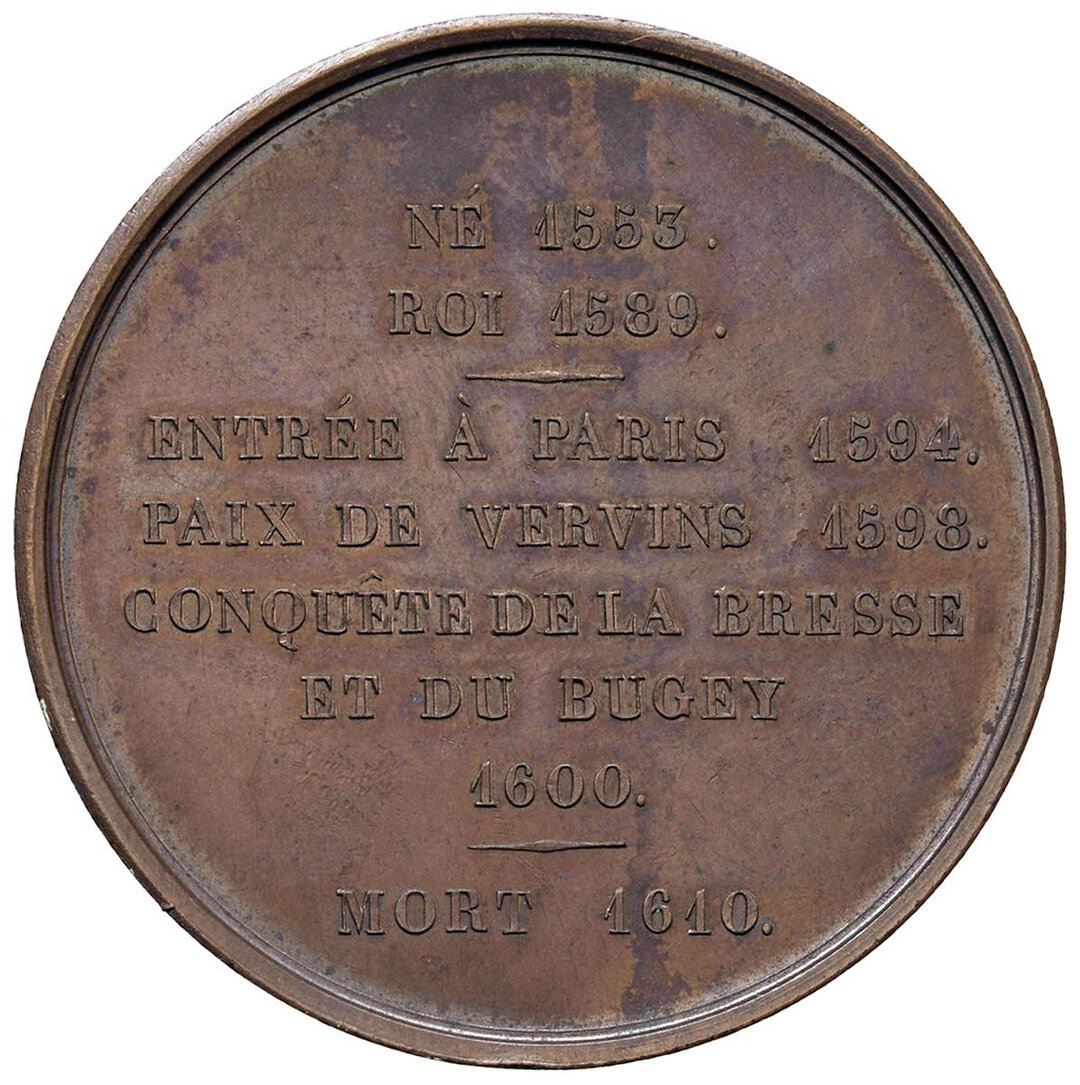 NÉ 1553.
ROI 1589.
ENTRÉE À PARIS 1594.
PAIX DE VERVINS 1598.
CONQUÊTE DE LA BRESSE
ET DU BUGEY
1600.
MORT 1610.